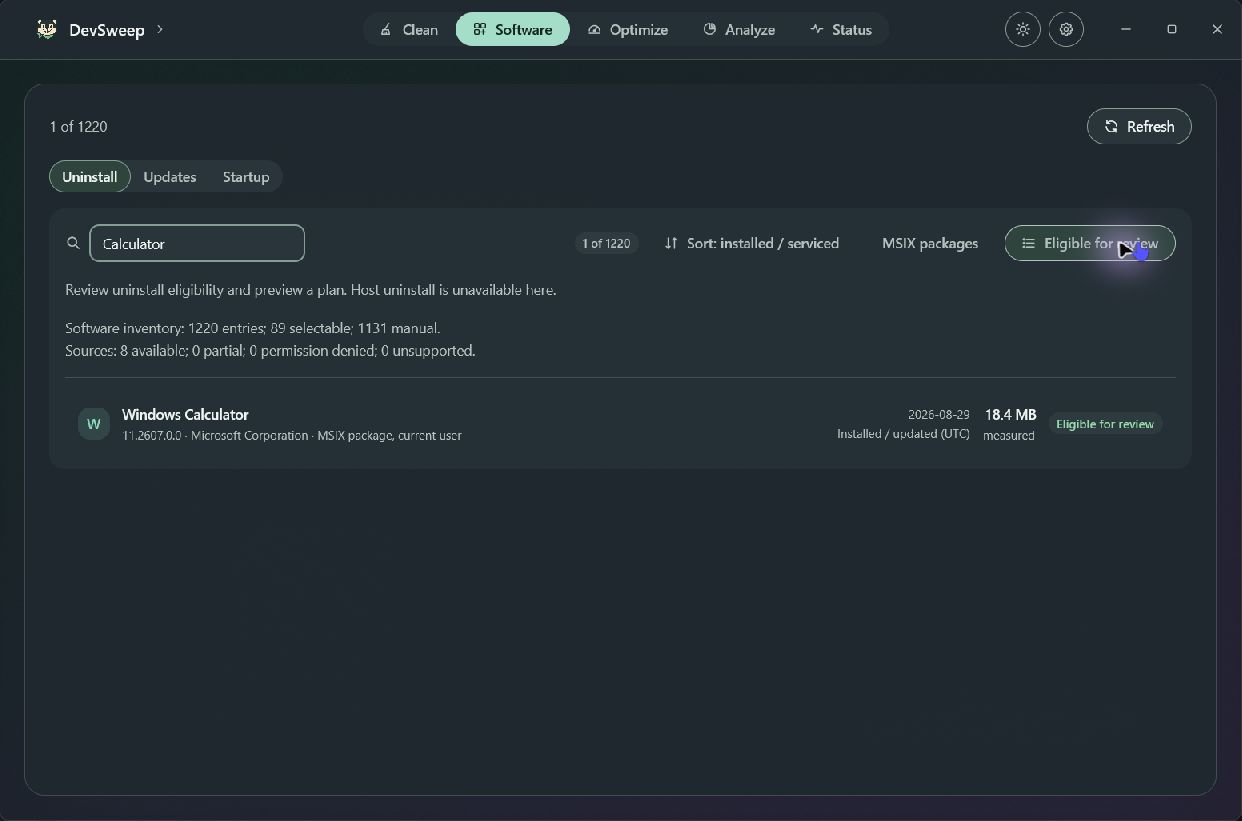 DevSweep
Clean
Software
Optimize
Analyze
Status
1 of 1220
Refresh
Uninstall
Updates
Startup
Calculator
1 of 1220
Sort: installed / serviced
MSIX packages
Eligible for review
Review uninstall eligibility and preview a plan. Host uninstall is unavailable here.
Software inventory: 1220 entries; 89 selectable; 1131 manual.
Sources: 8 available; 0 partial; 0 permission denied; 0 unsupported.
W
Windows Calculator
11.2607.0.0 · Microsoft Corporation · MSIX package, current user
2026-08-29
Installed / updated (UTC)
18.4 MB
measured
Eligible for review